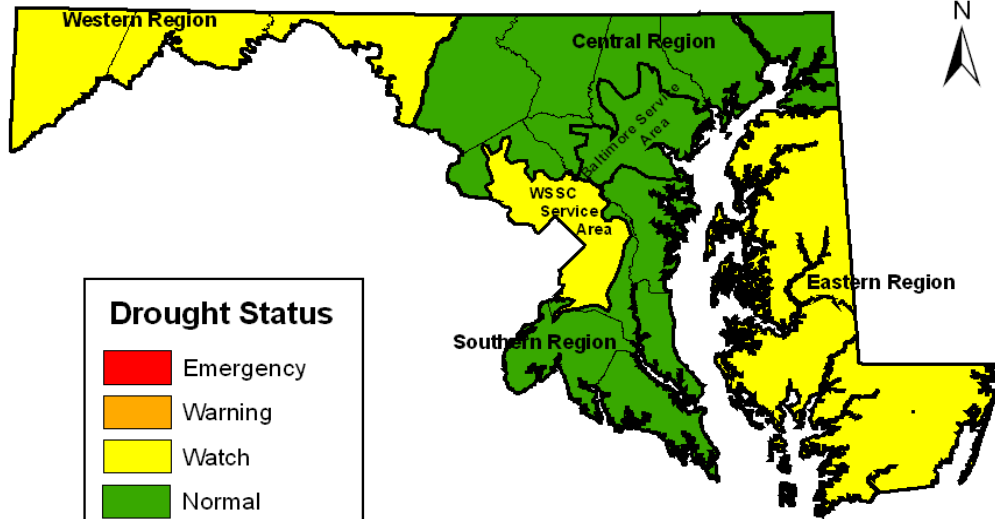 Western Region
N
Central Region
Baltimore Service
Area
WSSC
Service
Area
Eastern Region
Southern Region
Drought Status
Emergency
Warning
Watch
Normal